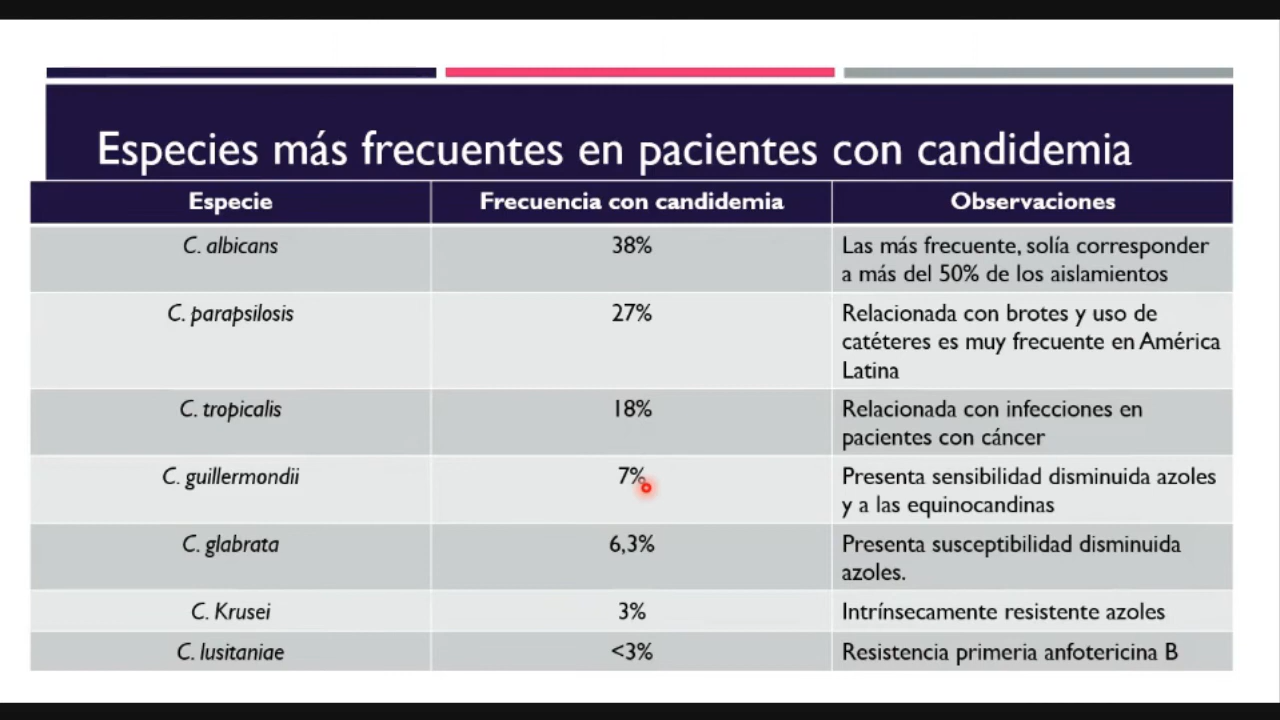 Especies más frecuentes en pacientes con candidemia
Especie Frecuencia con candidemia Observaciones
C. albicans 38% Las más frecuente, solía corresponder
a más del 50% de los aislamientos
C. parapsilosis 27% Relacionada con brotes y uso de
catéteres es muy frecuente en América
Latina
C. tropicalis 18% Relacionada con infecciones en
pacientes con cáncer
C. guillermondii 7% Presenta sensibilidad disminuida azoles
y a las equinocandinas
C. glabrata 6,3% Presenta susceptibilidad disminuida
azoles.
C. Krusei 3% Intrínsecamente resistente azoles
C. lusitaniae <3% Resistencia primeria anfotericina B